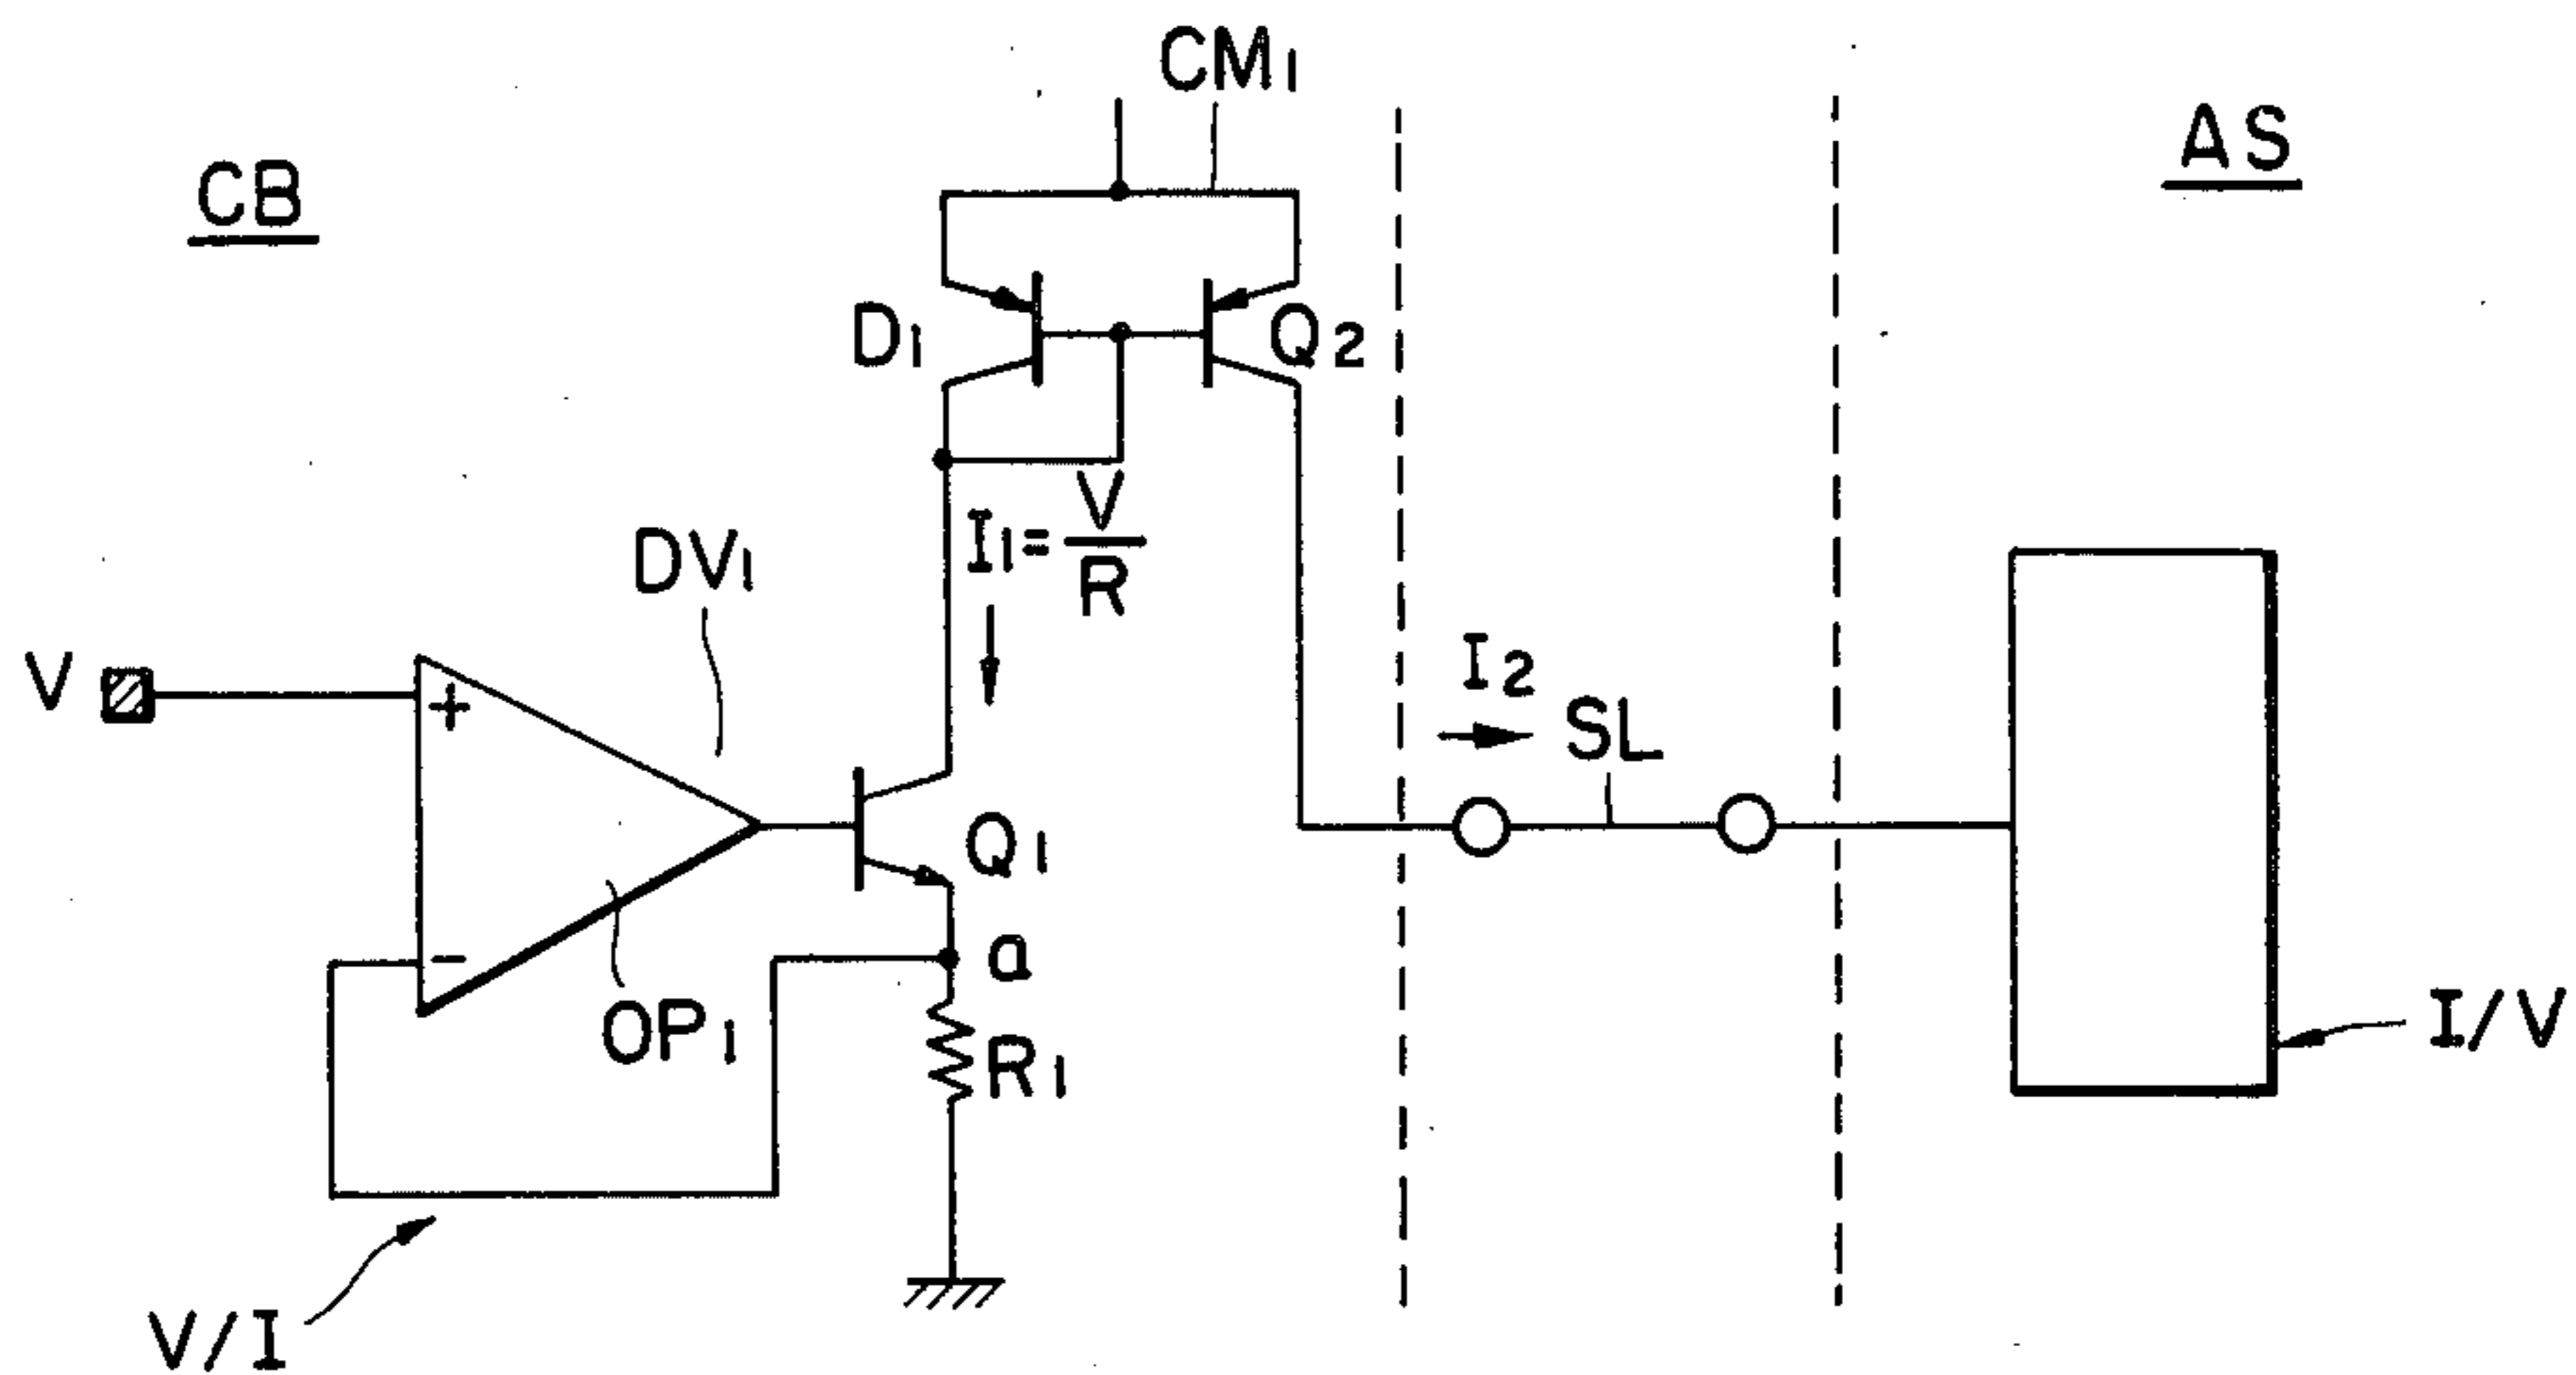 CM1
CB
AS
D1
Q2
I1=V/R
DV1
V
+
I2
SL
Q1
-
a
OP1
R1
I/V
V/I